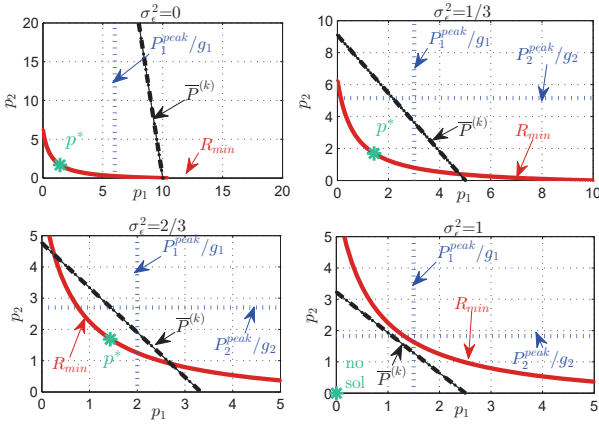 σ_ϵ^2=0
20
15
10
5
0
p_2
0 5 10 15 20
p_1
P_1^{peak}/g_1
P̅^{(k)}
p*
R_min
σ_ϵ^2=1/3
10
8
6
4
2
0
p_2
0 2 4 6 8 10
p_1
P_1^{peak}/g_1
P_2^{peak}/g_2
P̅^{(k)}
p*
R_min
σ_ϵ^2=2/3
5
4
3
2
1
0
p_2
0 1 2 3 4 5
p_1
P_1^{peak}/g_1
P̅^{(k)}
P_2^{peak}/g_2
R_min
p*
σ_ϵ^2=1
5
4
3
2
1
0
p_2
0 1 2 3 4 5
p_1
P_1^{peak}/g_1
R_min
P_2^{peak}/g_2
P̅^{(k)}
no
sol